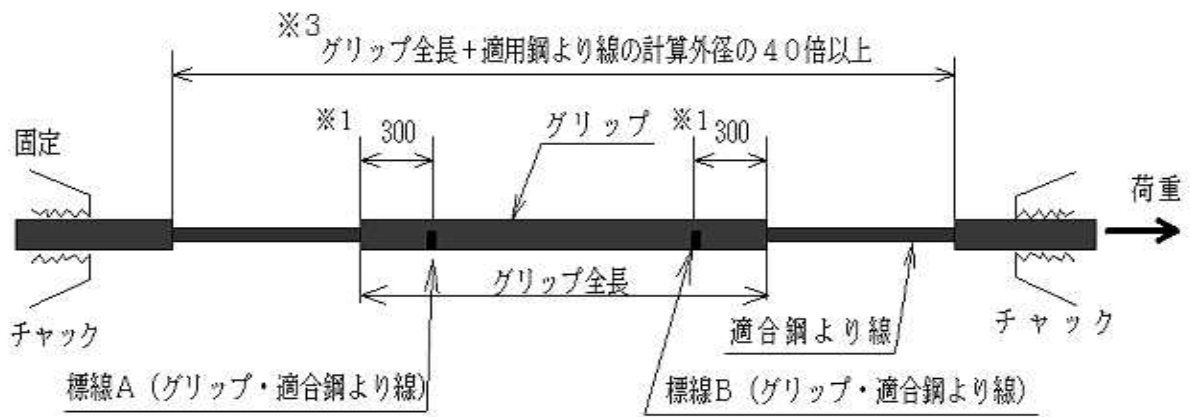 ※3
グリップ全長+適用鋼より線の計算外径の40倍以上
※1 300
グリップ
※1 300
固定
荷重
グリップ全長
チャック
適合鋼より線
チャック
標線A(グリップ・適合鋼より線)
標線B(グリップ・適合鋼より線)